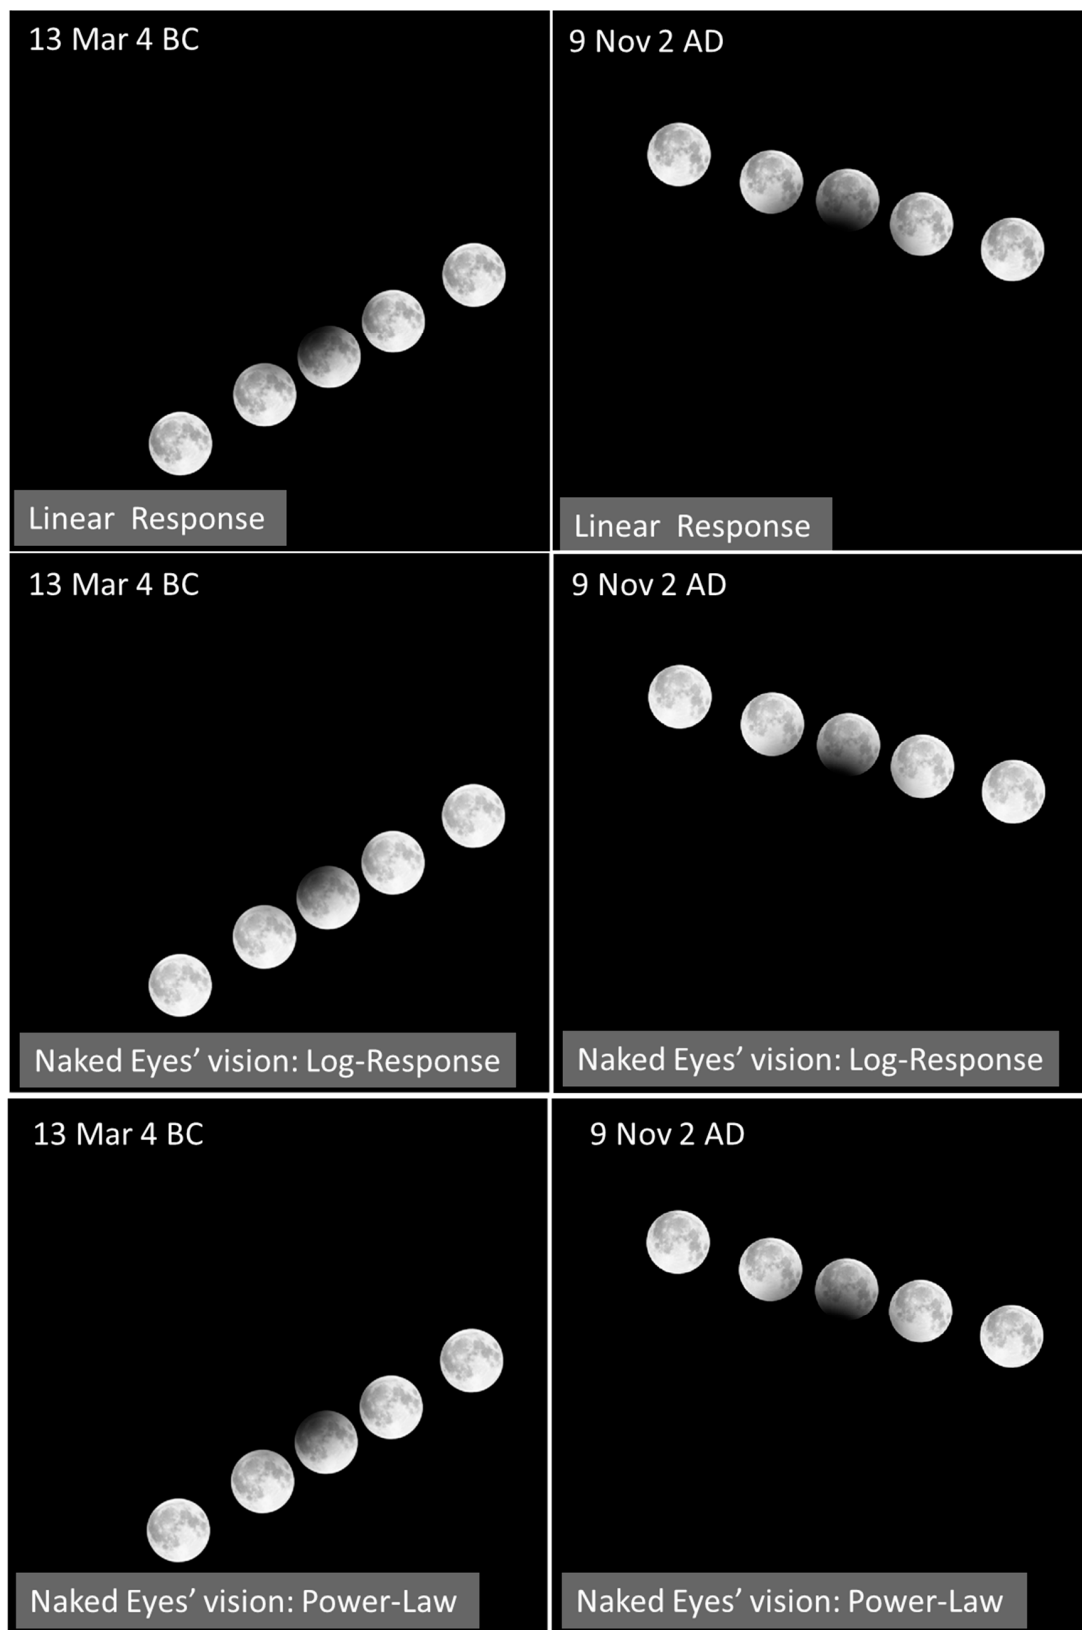 13 Mar 4 BC
9 Nov 2 AD
Linear Response
Linear Response
13 Mar 4 BC
9 Nov 2 AD
Naked Eyes’ vision: Log-Response
Naked Eyes’ vision: Log-Response
13 Mar 4 BC
9 Nov 2 AD
Naked Eyes’ vision: Power-Law
Naked Eyes’ vision: Power-Law